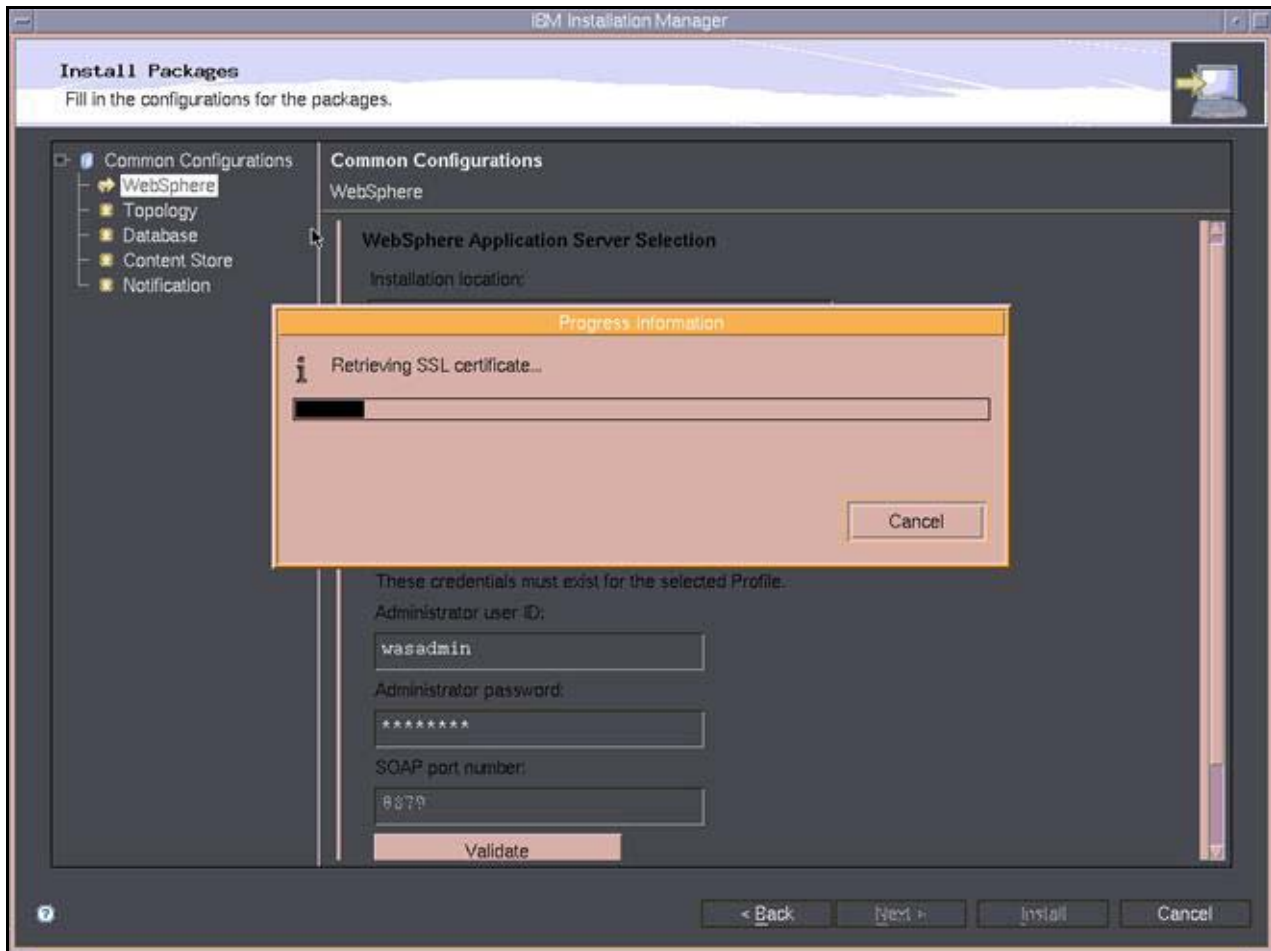 IBM Installation Manager
Install Packages
Fill in the configurations for the packages.
Common Configurations
WebSphere
Topology
Database
Content Store
Notification
Common Configurations
WebSphere
WebSphere Application Server Selection
Installation location:
Progress Information
Retrieving SSL certificate...
Cancel
These credentials must exist for the selected Profile.
Administrator user ID:
wasadmin
Administrator password:
********
SOAP port number:
8879
Validate
< Back
Next >
Install
Cancel